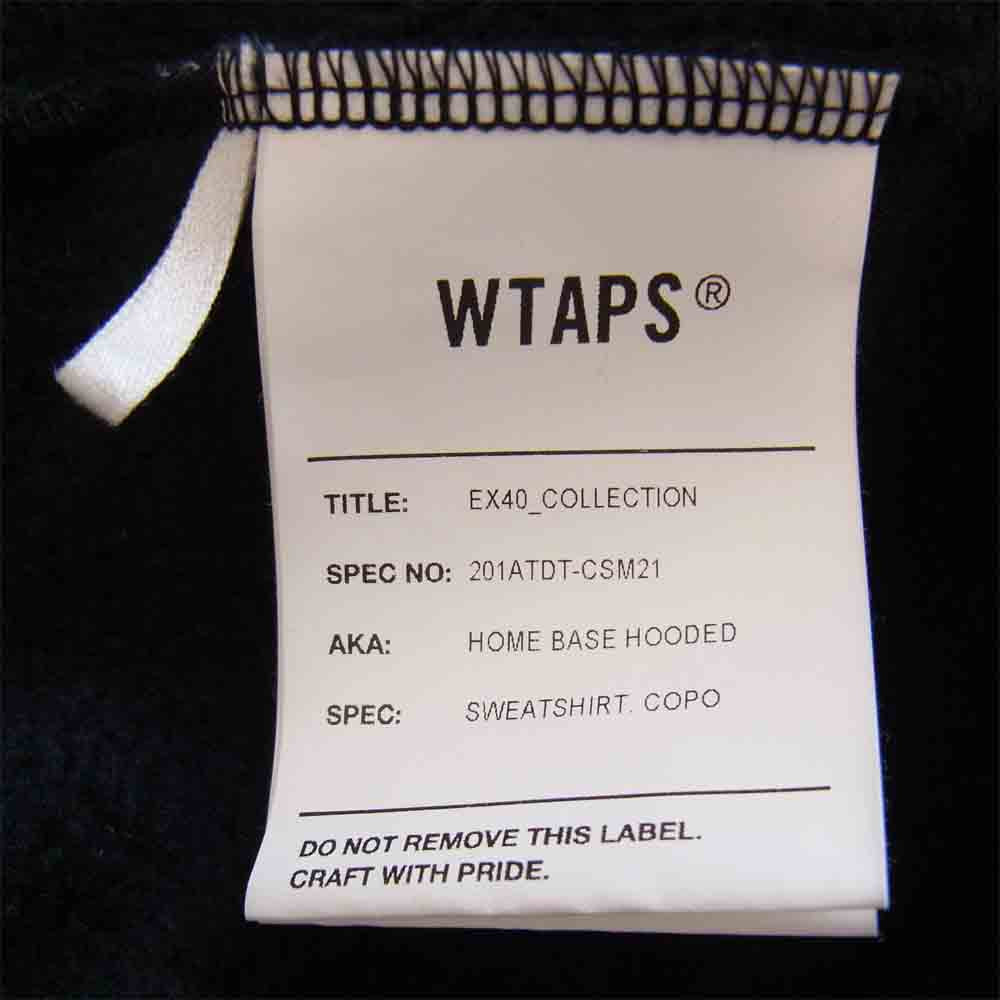 WTAPS®
TITLE: EX40_COLLECTION
SPEC NO: 201ATDT-CSM21
AKA: HOME BASE HOODED
SPEC: SWEATSHIRT. COPO
DO NOT REMOVE THIS LABEL.
CRAFT WITH PRIDE.